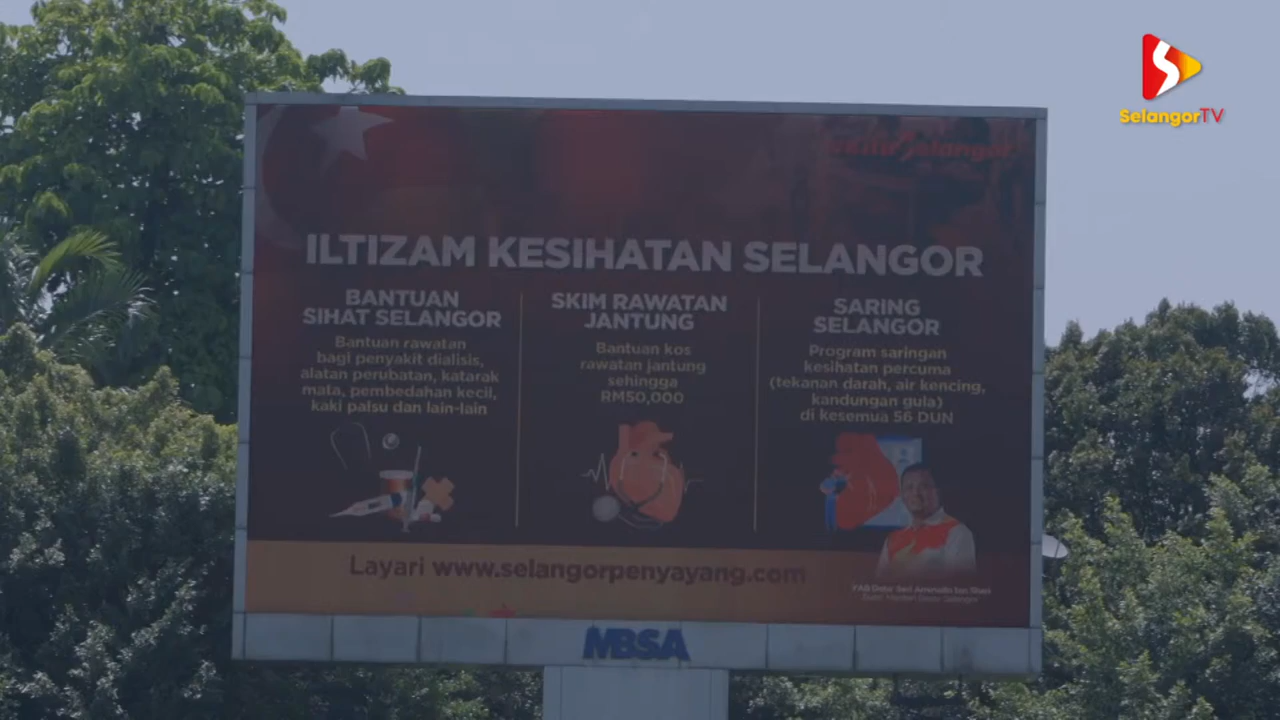 SelangorTV
ILTIZAM KESIHATAN SELANGOR
BANTUAN
SIHAT SELANGOR
Bantuan rawatan
bagi penyakit dialisis,
alatan perubatan, katarak
mata, pembedahan kecil,
kaki palsu dan lain-lain
SKIM RAWATAN
JANTUNG
Bantuan kos
rawatan jantung
sehingga
RM50,000
SARING
SELANGOR
Program saringan
kesihatan percuma
(tekanan darah, air kencing,
kandungan gula)
di kesemua 56 DUN
Layari www.selangorpenyayang.com
MBSA